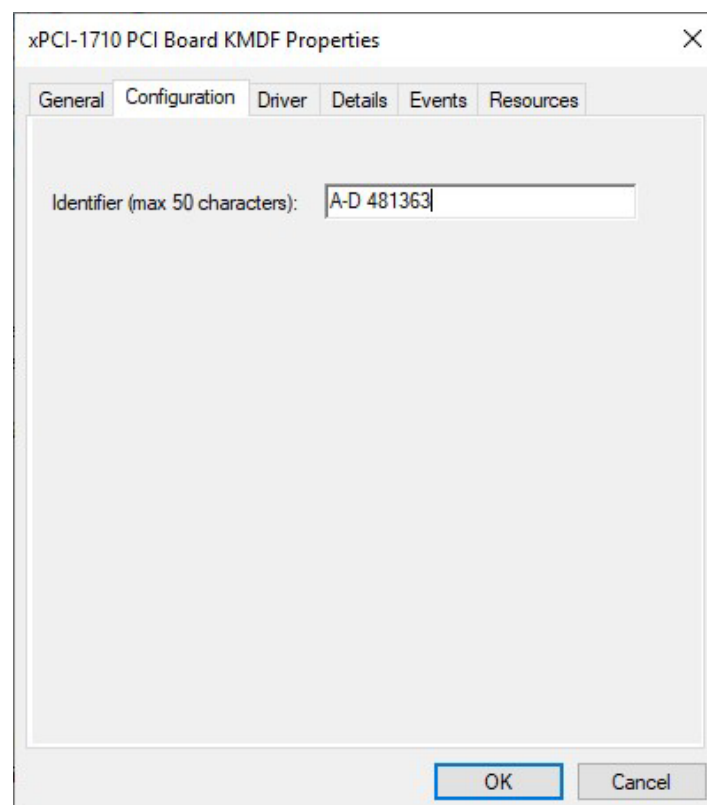 xPCI-1710 PCI Board KMDF Properties
General Configuration Driver Details Events Resources
Identifier (max 50 characters): A-D 481363
OK Cancel